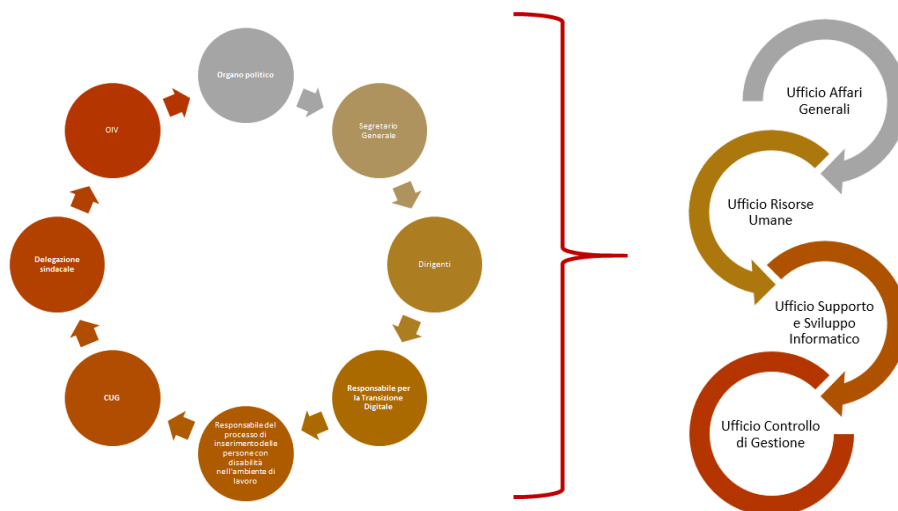 Organo politico
Segretario
Generale
Dirigenti
Responsabile per
la Transizione
Digitale
Responsabile del
processo di
inserimento delle
persone con
disabilità
nell'ambiente di
lavoro
CUG
Delegazione
sindacale
OIV
Ufficio Affari
Generali
Ufficio Risorse
Umane
Ufficio Supporto
e Sviluppo
Informatico
Ufficio Controllo
di Gestione